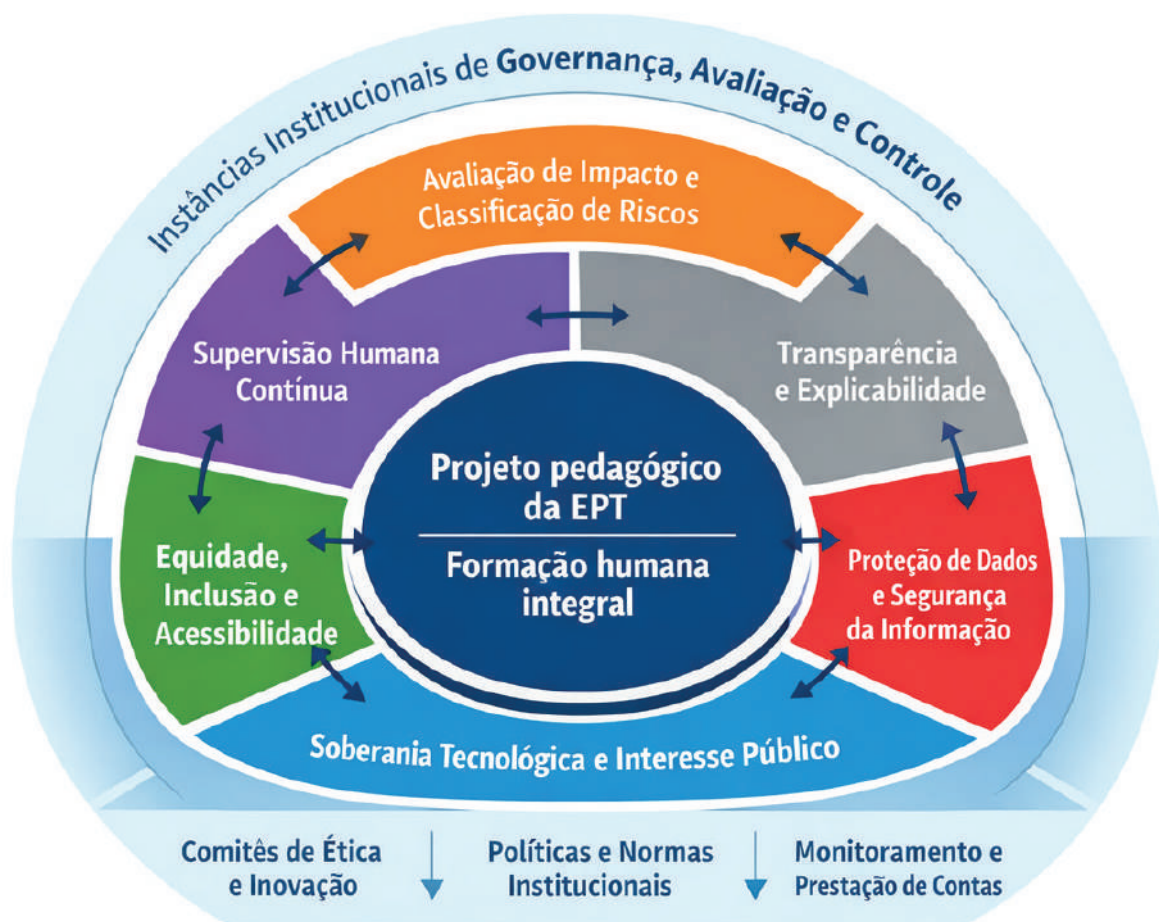 Instâncias Institucionais de Governança, Avaliação e Controle
Avaliação de Impacto e
Classificação de Riscos
Supervisão Humana
Contínua
Transparência
e Explicabilidade
Projeto pedagógico
da EPT
Formação humana
integral
Equidade,
Inclusão e
Acessibilidade
Proteção de Dados
e Segurança
da Informação
Soberania Tecnológica e Interesse Público
Comitês de Ética
e Inovação
Políticas e Normas
Institucionais
Monitoramento e
Prestação de Contas